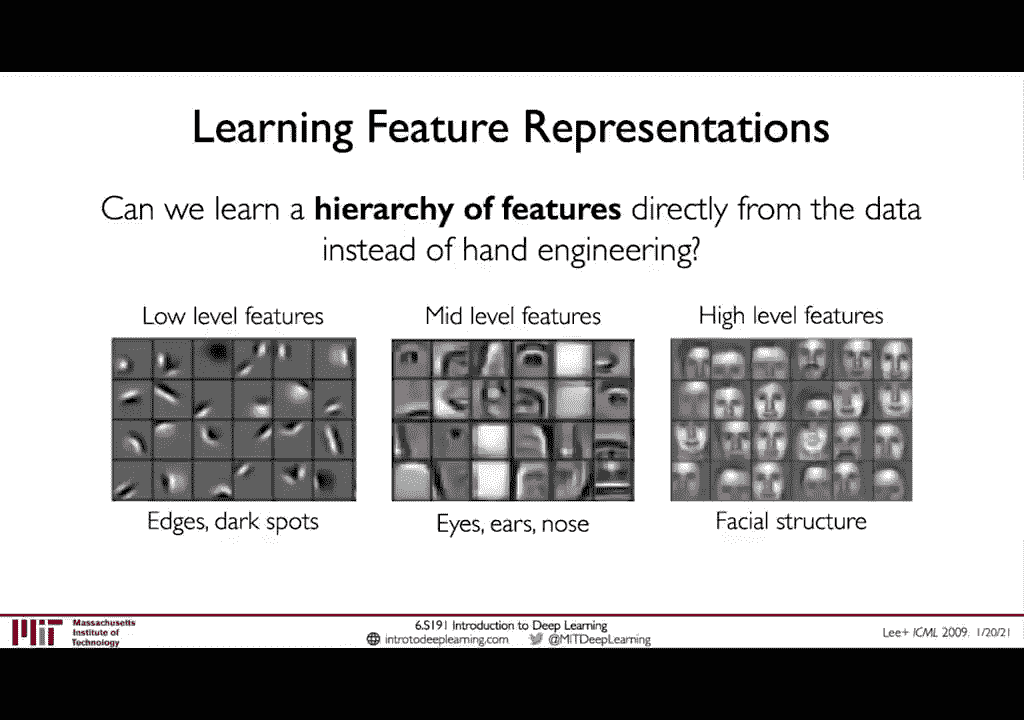 Learning Feature Representations
Can we learn a hierarchy of features directly from the data
instead of hand engineering?
Low level features
Mid level features
High level features
Edges, dark spots
Eyes, ears, nose
Facial structure
MIT
Massachusetts
Institute of
Technology
6.S191 Introduction to Deep Learning
introtodeeplearning.com @MITDeepLearning
Lee+ ICML 2009. 1/20/21